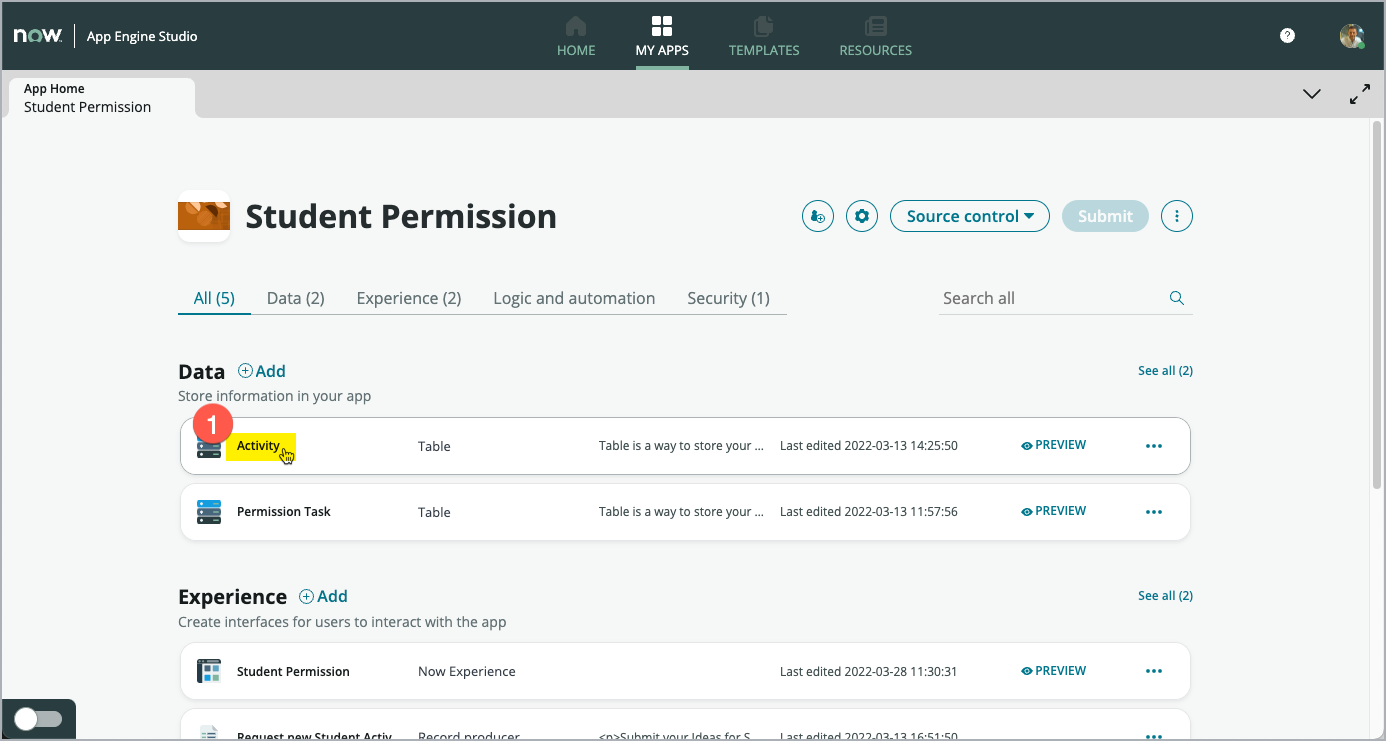 now. App Engine Studio
HOME MY APPS TEMPLATES RESOURCES
?
App Home
Student Permission
Student Permission
Source control Submit
All (5) Data (2) Experience (2) Logic and automation Security (1) Search all
Data Add See all (2)
Store information in your app
1
Activity Table Table is a way to store your ... Last edited 2022-03-13 14:25:50 PREVIEW
Permission Task Table Table is a way to store your ... Last edited 2022-03-13 11:57:56 PREVIEW
Experience Add See all (2)
Create interfaces for users to interact with the app
Student Permission Now Experience Last edited 2022-03-28 11:30:31 PREVIEW
Request new Student Activ Record producer <p>Submit your Ideas for S Last edited 2022-03-13 16:51:50